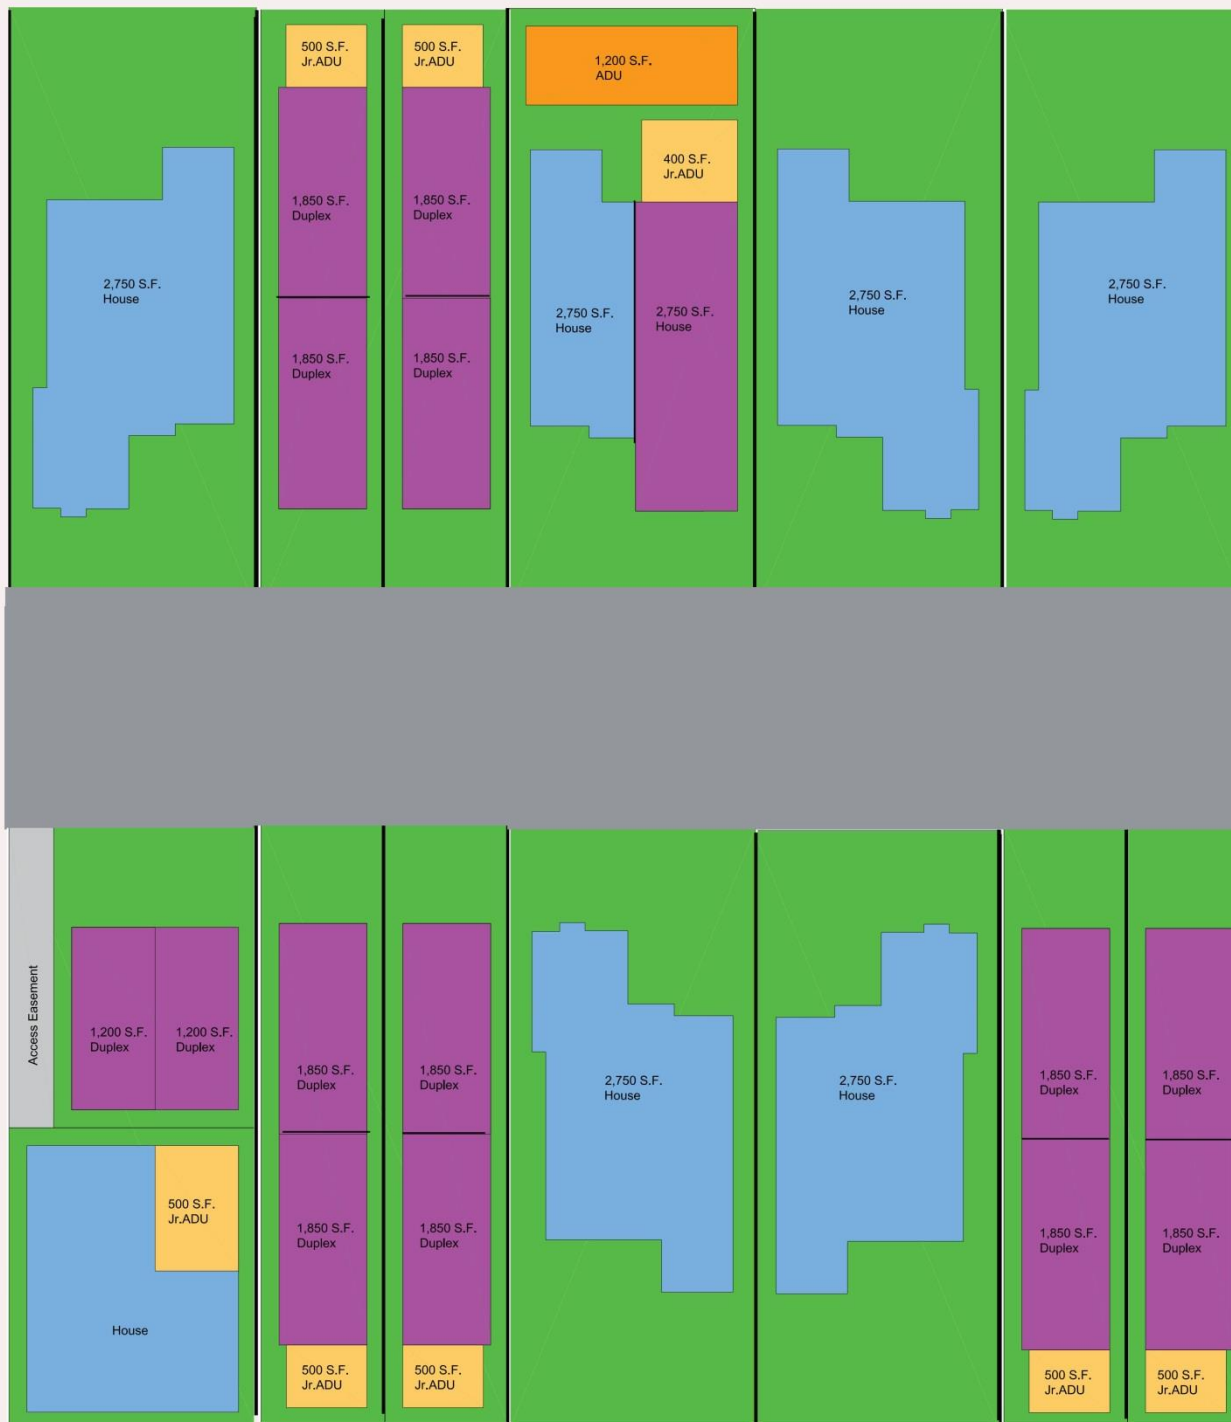 500 S.F.
Jr.ADU
500 S.F.
Jr.ADU
1,200 S.F.
ADU
400 S.F.
Jr.ADU
1,850 S.F.
Duplex
1,850 S.F.
Duplex
2,750 S.F.
House
2,750 S.F.
House
2,750 S.F.
House
2,750 S.F.
House
2,750 S.F.
House
1,850 S.F.
Duplex
1,850 S.F.
Duplex
Access Easement
1,200 S.F.
Duplex
1,200 S.F.
Duplex
1,850 S.F.
Duplex
1,850 S.F.
Duplex
2,750 S.F.
House
2,750 S.F.
House
1,850 S.F.
Duplex
1,850 S.F.
Duplex
500 S.F.
Jr.ADU
1,850 S.F.
Duplex
1,850 S.F.
Duplex
1,850 S.F.
Duplex
1,850 S.F.
Duplex
House
500 S.F.
Jr.ADU
500 S.F.
Jr.ADU
500 S.F.
Jr.ADU
500 S.F.
Jr.ADU